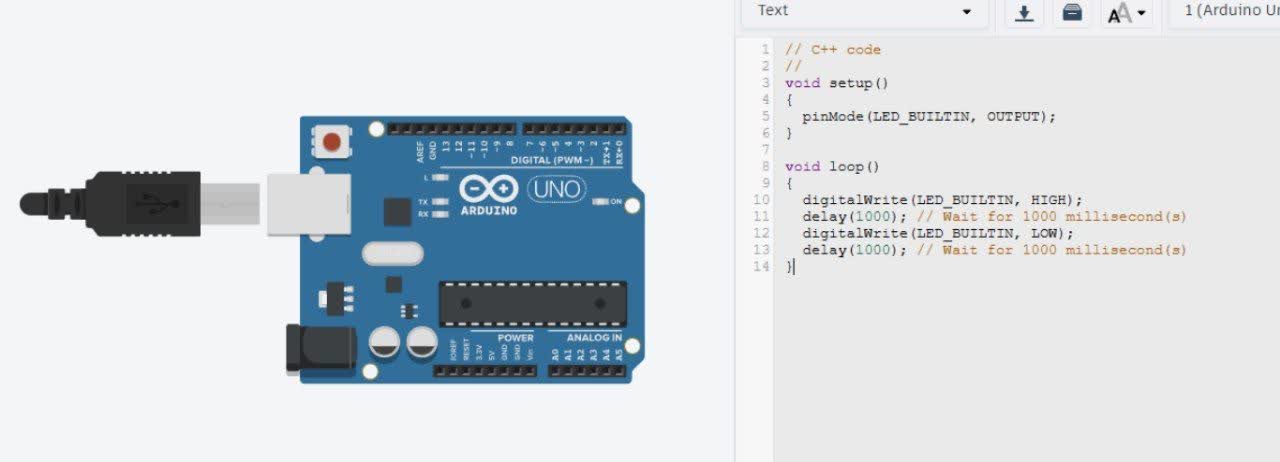 Text
1 (Arduino Un
1 // C++ code
2 //
3 void setup()
4 {
5   pinMode(LED_BUILTIN, OUTPUT);
6 }
7
8 void loop()
9 {
10   digitalWrite(LED_BUILTIN, HIGH);
11   delay(1000); // Wait for 1000 millisecond(s)
12   digitalWrite(LED_BUILTIN, LOW);
13   delay(1000); // Wait for 1000 millisecond(s)
14 }
AREF
GND
13
12
~11
~10
~9
8
7
~6
~5
4
~3
2
TX→1
RX←0
DIGITAL (PWM~)
L
TX
RX
UNO
ARDUINO
ON
POWER
ANALOG IN
IOREF
RESET
3.3V
5V
GND
GND
Vin
A0
A1
A2
A3
A4
A5